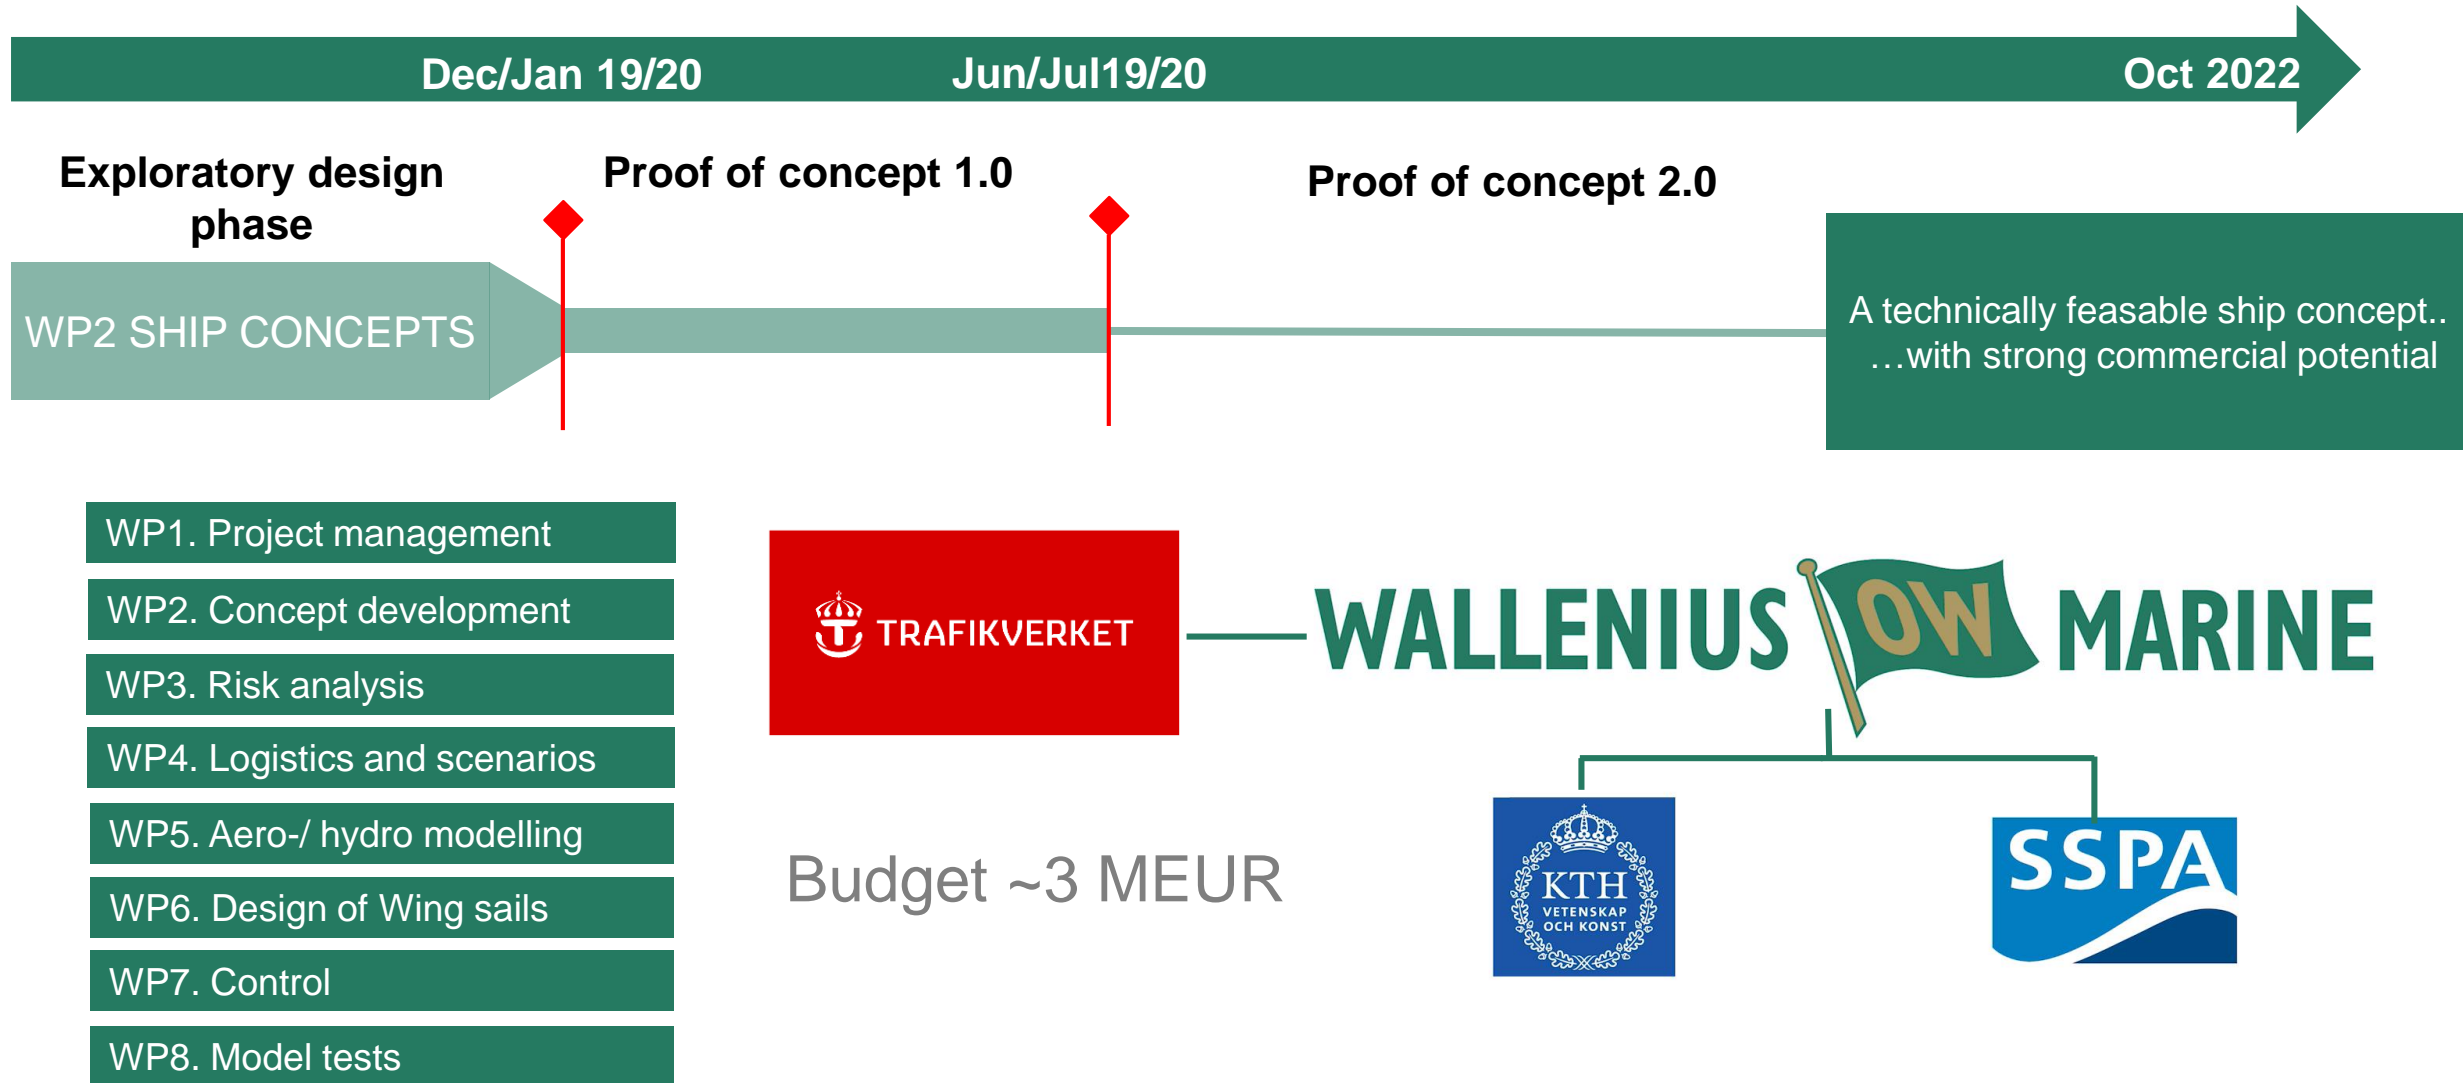 Dec/Jan 19/20
Jun/Jul19/20
Oct 2022
Exploratory design
phase
Proof of concept 1.0
Proof of concept 2.0
WP2 SHIP CONCEPTS
A technically feasable ship concept..
…with strong commercial potential
WP1. Project management
WP2. Concept development
WP3. Risk analysis
WP4. Logistics and scenarios
WP5. Aero-/ hydro modelling
WP6. Design of Wing sails
WP7. Control
WP8. Model tests
TRAFIKVERKET
WALLENIUS OW MARINE
Budget ~3 MEUR
KTH
VETENSKAP
OCH KONST
SSPA